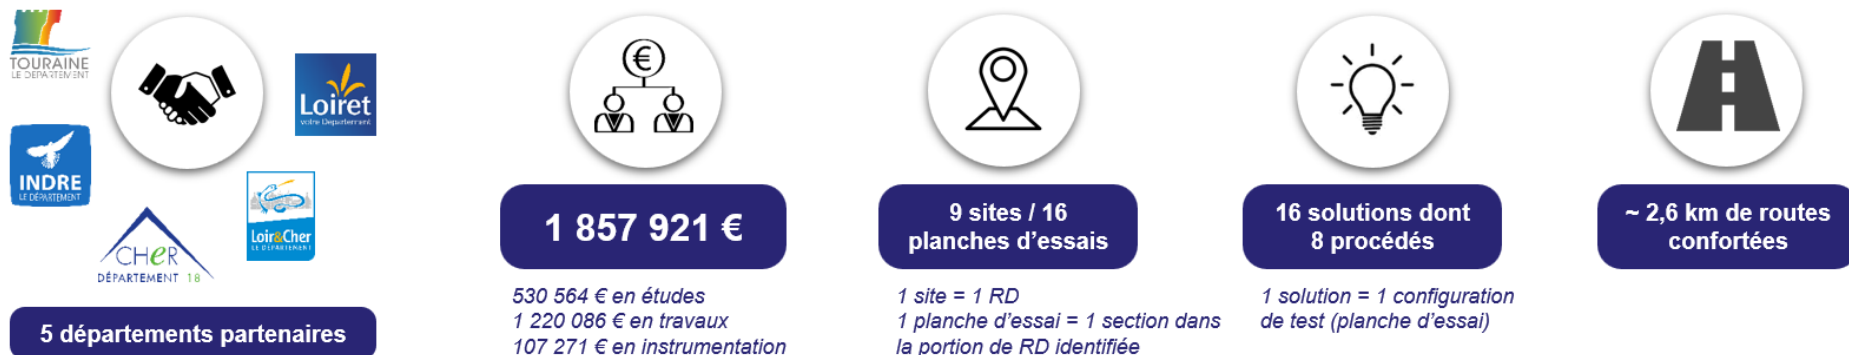 TOURAINE
LE DÉPARTEMENT
Loiret
votre Département
INDRE
LE DÉPARTEMENT
Loir&Cher
LE DÉPARTEMENT
CHeR
DÉPARTEMENT 18
5 départements partenaires
€
1 857 921 €
530 564 € en études
1 220 086 € en travaux
107 271 € en instrumentation
9 sites / 16
planches d’essais
1 site = 1 RD
1 planche d’essai = 1 section dans
la portion de RD identifiée
16 solutions dont
8 procédés
1 solution = 1 configuration
de test (planche d’essai)
~ 2,6 km de routes
confortées